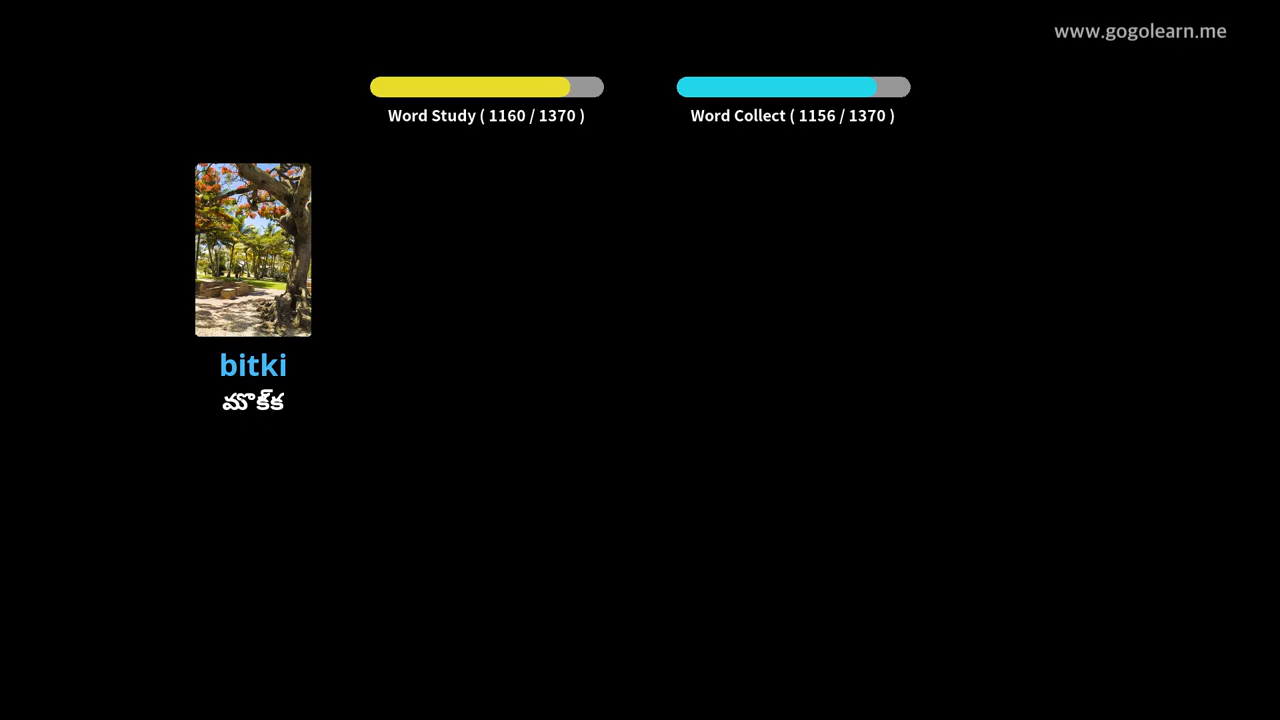 www.gogolearn.me
Word Study ( 1160 / 1370 )
Word Collect ( 1156 / 1370 )
bitki
మొక్క